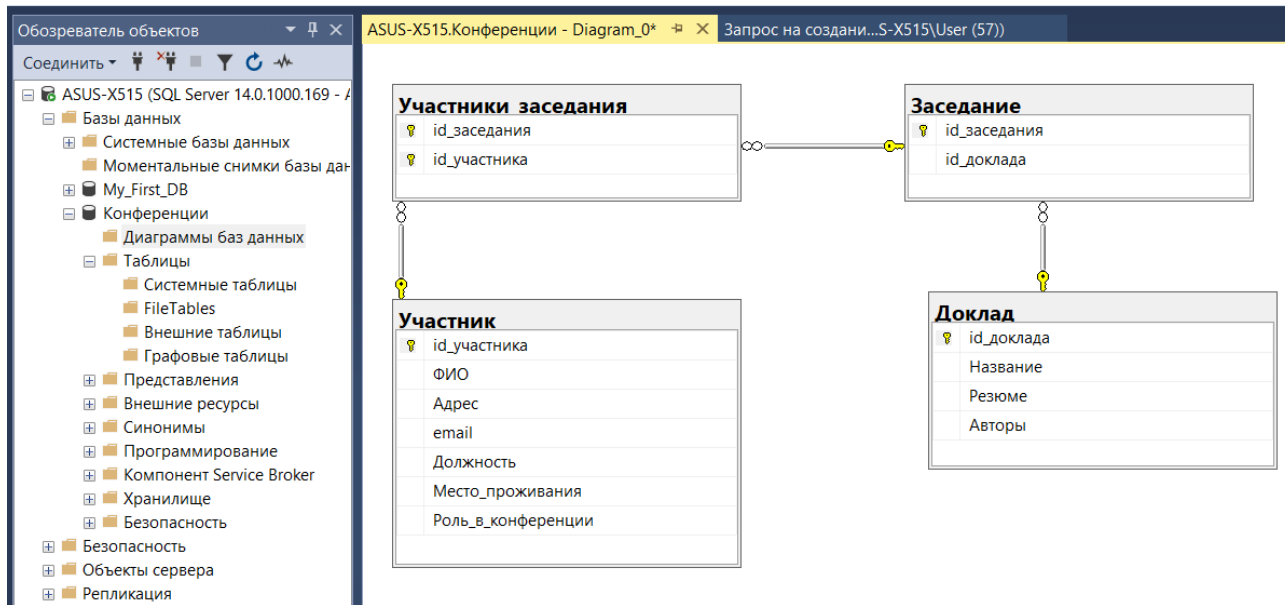 Обозреватель объектов
Соединить
ASUS-X515 (SQL Server 14.0.1000.169 - A
Базы данных
Системные базы данных
Моментальные снимки базы дан
My_First_DB
Конференции
Диаграммы баз данных
Таблицы
Системные таблицы
FileTables
Внешние таблицы
Графовые таблицы
Представления
Внешние ресурсы
Синонимы
Программирование
Компонент Service Broker
Хранилище
Безопасность
Безопасность
Объекты сервера
Репликация
ASUS-X515.Конференции - Diagram_0*
Запрос на создани...S-X515\User (57))
Участники_заседания
id_заседания
id_участника
Заседание
id_заседания
id_доклада
Участник
id_участника
ФИО
Адрес
email
Должность
Место_проживания
Роль_в_конференции
Доклад
id_доклада
Название
Резюме
Авторы